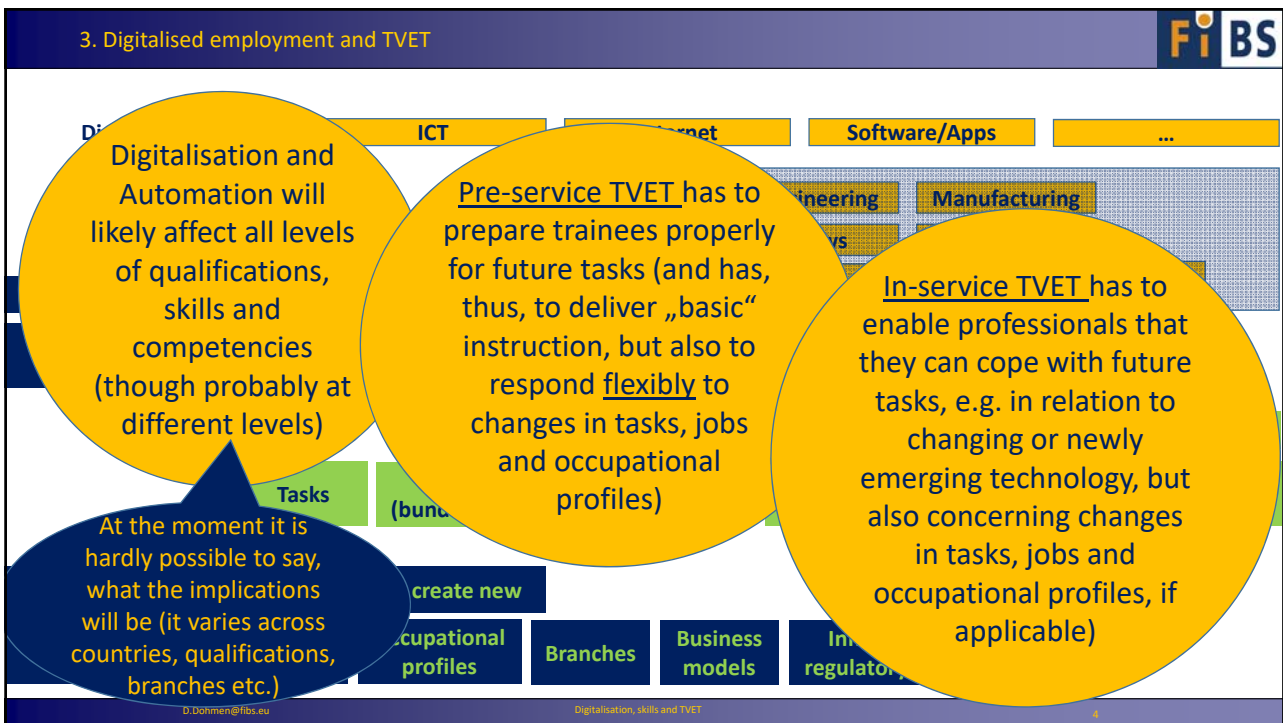 3. Digitalised employment and TVET
FiBS
ICT
Software/Apps
...
Manufacturing
Digitalisation and
Automation will
likely affect all levels
of qualifications,
skills and
competencies
(though probably at
different levels)
Pre-service TVET has to
prepare trainees properly
for future tasks (and has,
thus, to deliver „basic“
instruction, but also to
respond flexibly to
changes in tasks, jobs
and occupational
profiles)
In-service TVET has to
enable professionals that
they can cope with future
tasks, e.g. in relation to
changing or newly
emerging technology, but
also concerning changes
in tasks, jobs and
occupational profiles, if
applicable)
Tasks
At the moment it is
hardly possible to say,
what the implications
will be (it varies across
countries, qualifications,
branches etc.)
create new
profiles
Branches
Business
models
D.Dohmen@fibs.eu
Digitalisation, skills and TVET
4